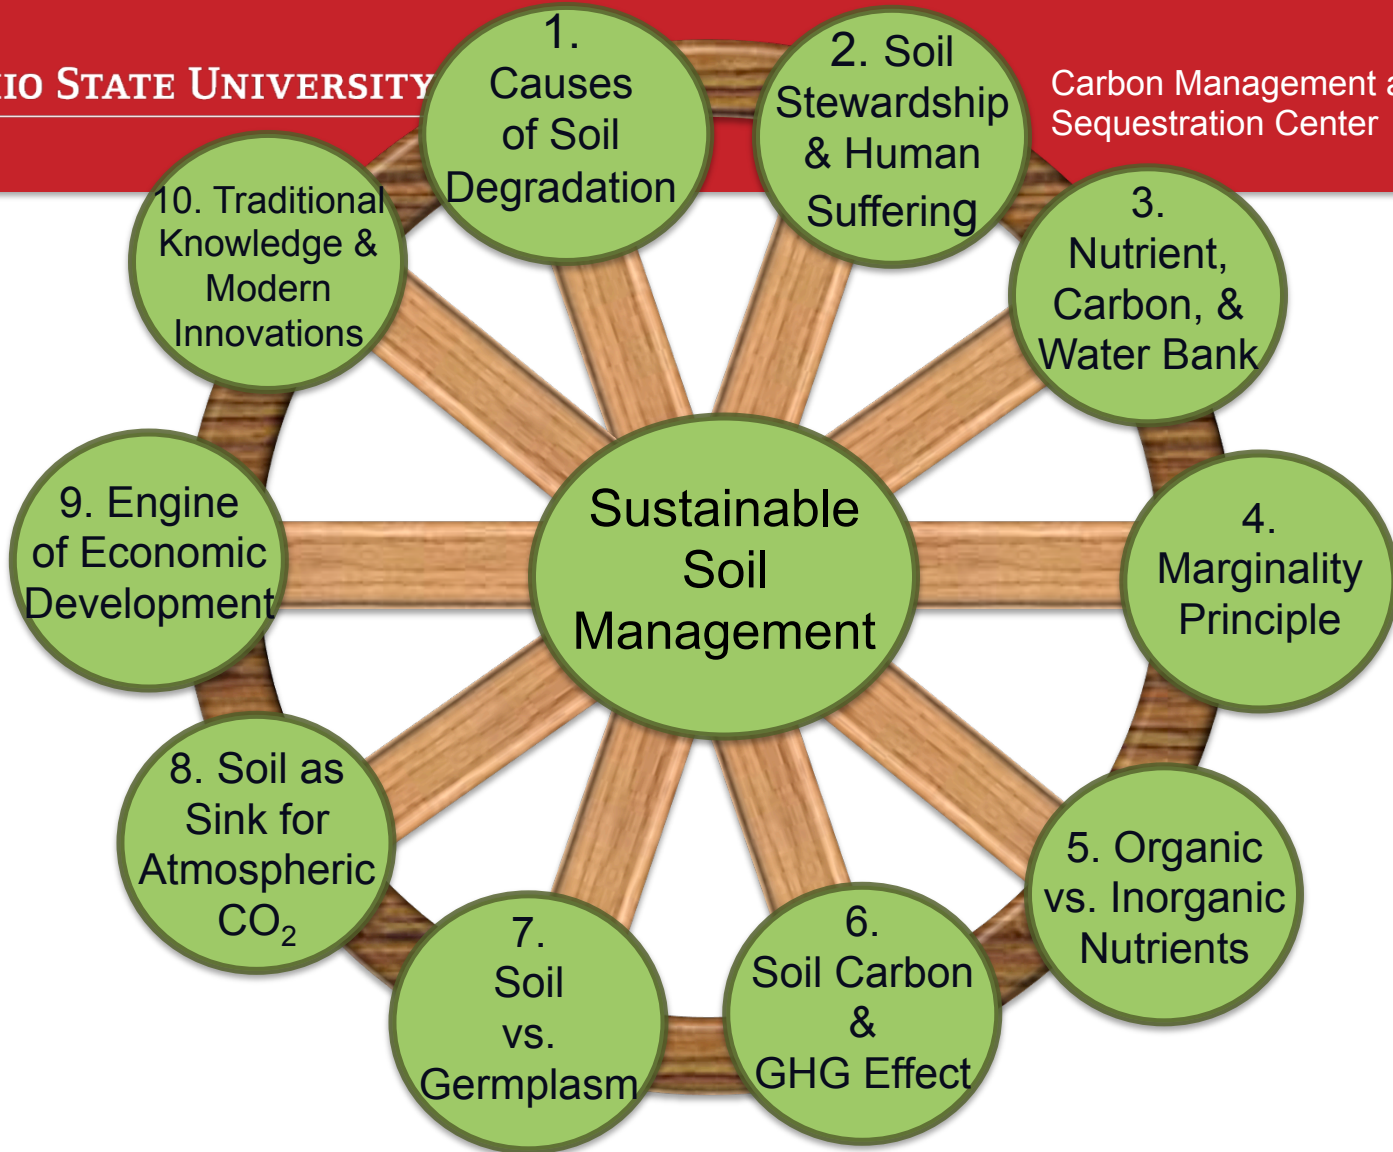 IO STATE UNIVERSITY
Carbon Management a
Sequestration Center
1.
Causes
of Soil
Degradation
2. Soil
Stewardship
& Human
Suffering
3.
Nutrient,
Carbon, &
Water Bank
4.
Marginality
Principle
5. Organic
vs. Inorganic
Nutrients
6.
Soil Carbon
&
GHG Effect
7.
Soil
vs.
Germplasm
8. Soil as
Sink for
Atmospheric
CO₂
9. Engine
of Economic
Development
10. Traditional
Knowledge &
Modern
Innovations
Sustainable
Soil
Management